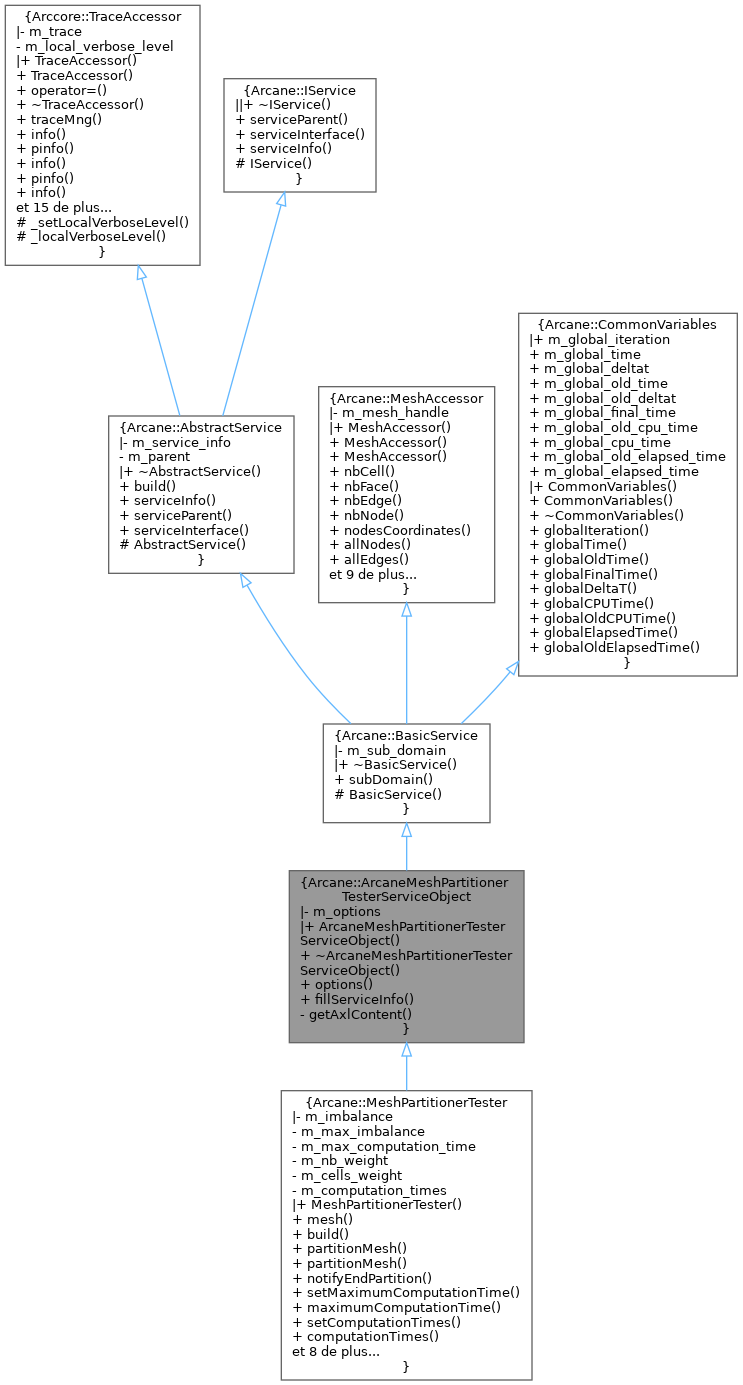 {Arccore::TraceAccessor
|- m_trace
- m_local_verbose_level
|+ TraceAccessor()
+ TraceAccessor()
+ operator=()
+ ~TraceAccessor()
+ traceMng()
+ info()
+ pinfo()
+ info()
+ pinfo()
+ info()
et 15 de plus...
# _setLocalVerboseLevel()
# _localVerboseLevel()
}
{Arcane::IService
||+ ~IService()
+ serviceParent()
+ serviceInterface()
+ serviceInfo()
# IService()
}
{Arcane::AbstractService
|- m_service_info
- m_parent
|+ ~AbstractService()
+ build()
+ serviceInfo()
+ serviceParent()
+ serviceInterface()
# AbstractService()
}
{Arcane::MeshAccessor
|- m_mesh_handle
|+ MeshAccessor()
+ MeshAccessor()
+ MeshAccessor()
+ nbCell()
+ nbFace()
+ nbEdge()
+ nbNode()
+ nodesCoordinates()
+ allNodes()
+ allEdges()
et 9 de plus...
}
{Arcane::CommonVariables
|+ m_global_iteration
+ m_global_time
+ m_global_deltat
+ m_global_old_time
+ m_global_old_deltat
+ m_global_final_time
+ m_global_old_cpu_time
+ m_global_cpu_time
+ m_global_old_elapsed_time
+ m_global_elapsed_time
|+ CommonVariables()
+ CommonVariables()
+ ~CommonVariables()
+ globalIteration()
+ globalTime()
+ globalOldTime()
+ globalFinalTime()
+ globalDeltaT()
+ globalCPUTime()
+ globalOldCPUTime()
+ globalElapsedTime()
+ globalOldElapsedTime()
}
{Arcane::BasicService
|- m_sub_domain
|+ ~BasicService()
+ subDomain()
# BasicService()
}
{Arcane::ArcaneMeshPartitioner
TesterServiceObject
|- m_options
|+ ArcaneMeshPartitionerTester
ServiceObject()
+ ~ArcaneMeshPartitionerTester
ServiceObject()
+ options()
+ fillServiceInfo()
- getAxlContent()
}
{Arcane::MeshPartitionerTester
|- m_imbalance
- m_max_imbalance
- m_max_computation_time
- m_nb_weight
- m_cells_weight
- m_computation_times
|+ MeshPartitionerTester()
+ mesh()
+ build()
+ partitionMesh()
+ partitionMesh()
+ notifyEndPartition()
+ setMaximumComputationTime()
+ maximumComputationTime()
+ setComputationTimes()
+ computationTimes()
et 8 de plus...
}